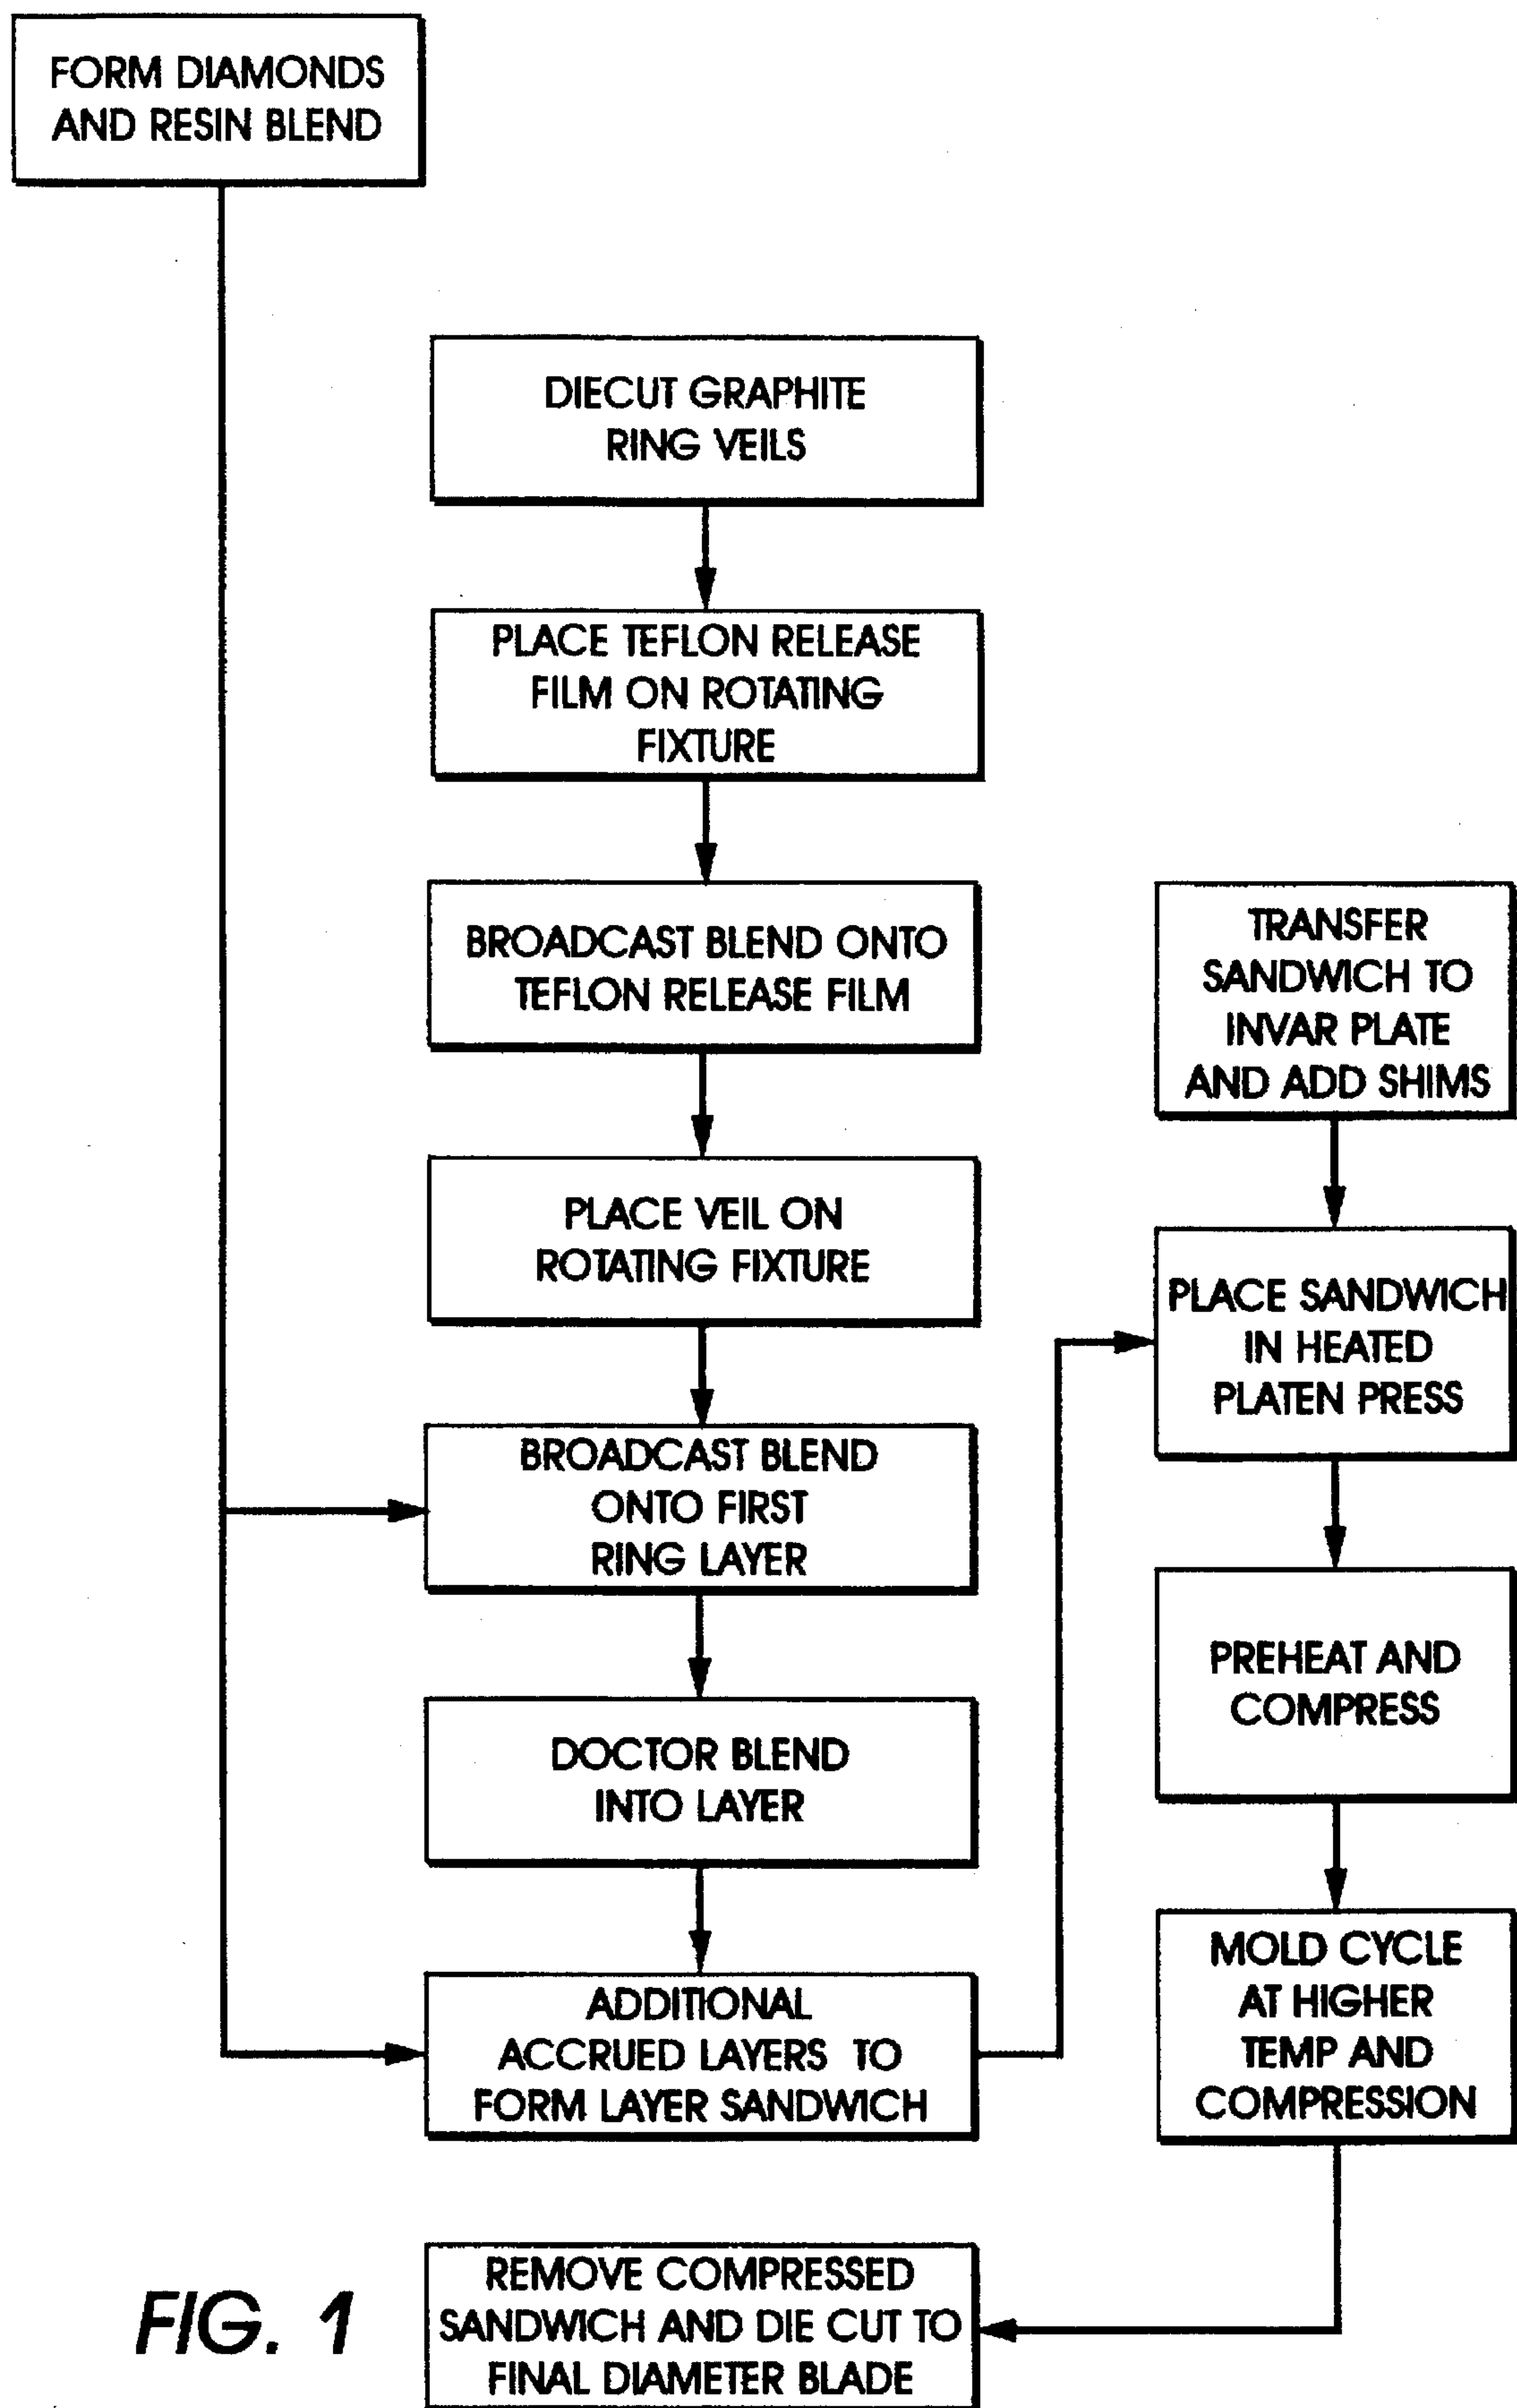 FORM DIAMONDS
AND RESIN BLEND
DIECUT GRAPHITE
RING VEILS
PLACE TEFLON RELEASE
FILM ON ROTATING
FIXTURE
BROADCAST BLEND ONTO
TEFLON RELEASE FILM
PLACE VEIL ON
ROTATING FIXTURE
BROADCAST BLEND
ONTO FIRST
RING LAYER
DOCTOR BLEND
INTO LAYER
ADDITIONAL
ACCRUED LAYERS TO
FORM LAYER SANDWICH
TRANSFER
SANDWICH TO
INVAR PLATE
AND ADD SHIMS
PLACE SANDWICH
IN HEATED
PLATEN PRESS
PREHEAT AND
COMPRESS
MOLD CYCLE
AT HIGHER
TEMP AND
COMPRESSION
REMOVE COMPRESSED
SANDWICH AND DIE CUT TO
FINAL DIAMETER BLADE
FIG. 1